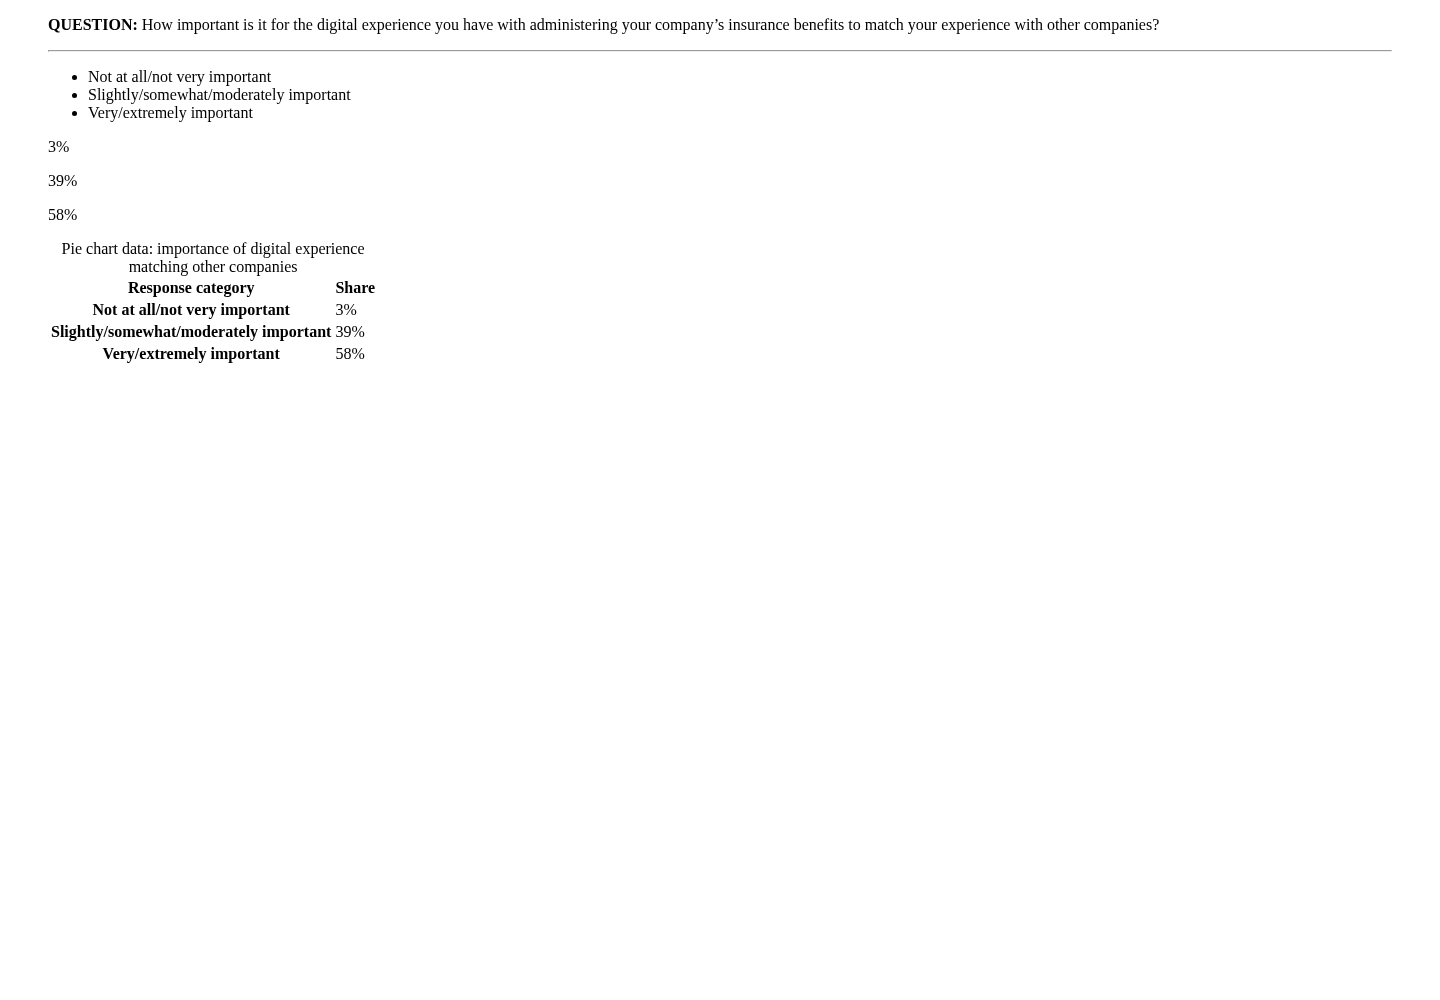 QUESTION: How important is it for the digital experience you have with administering your company’s insurance benefits to match your experience with other companies?
Not at all/not very important
Slightly/somewhat/moderately important
Very/extremely important
3%
39%
58%
Pie chart data: importance of digital experience
matching other companies
Response category Share
Not at all/not very important 3%
Slightly/somewhat/moderately important 39%
Very/extremely important 58%